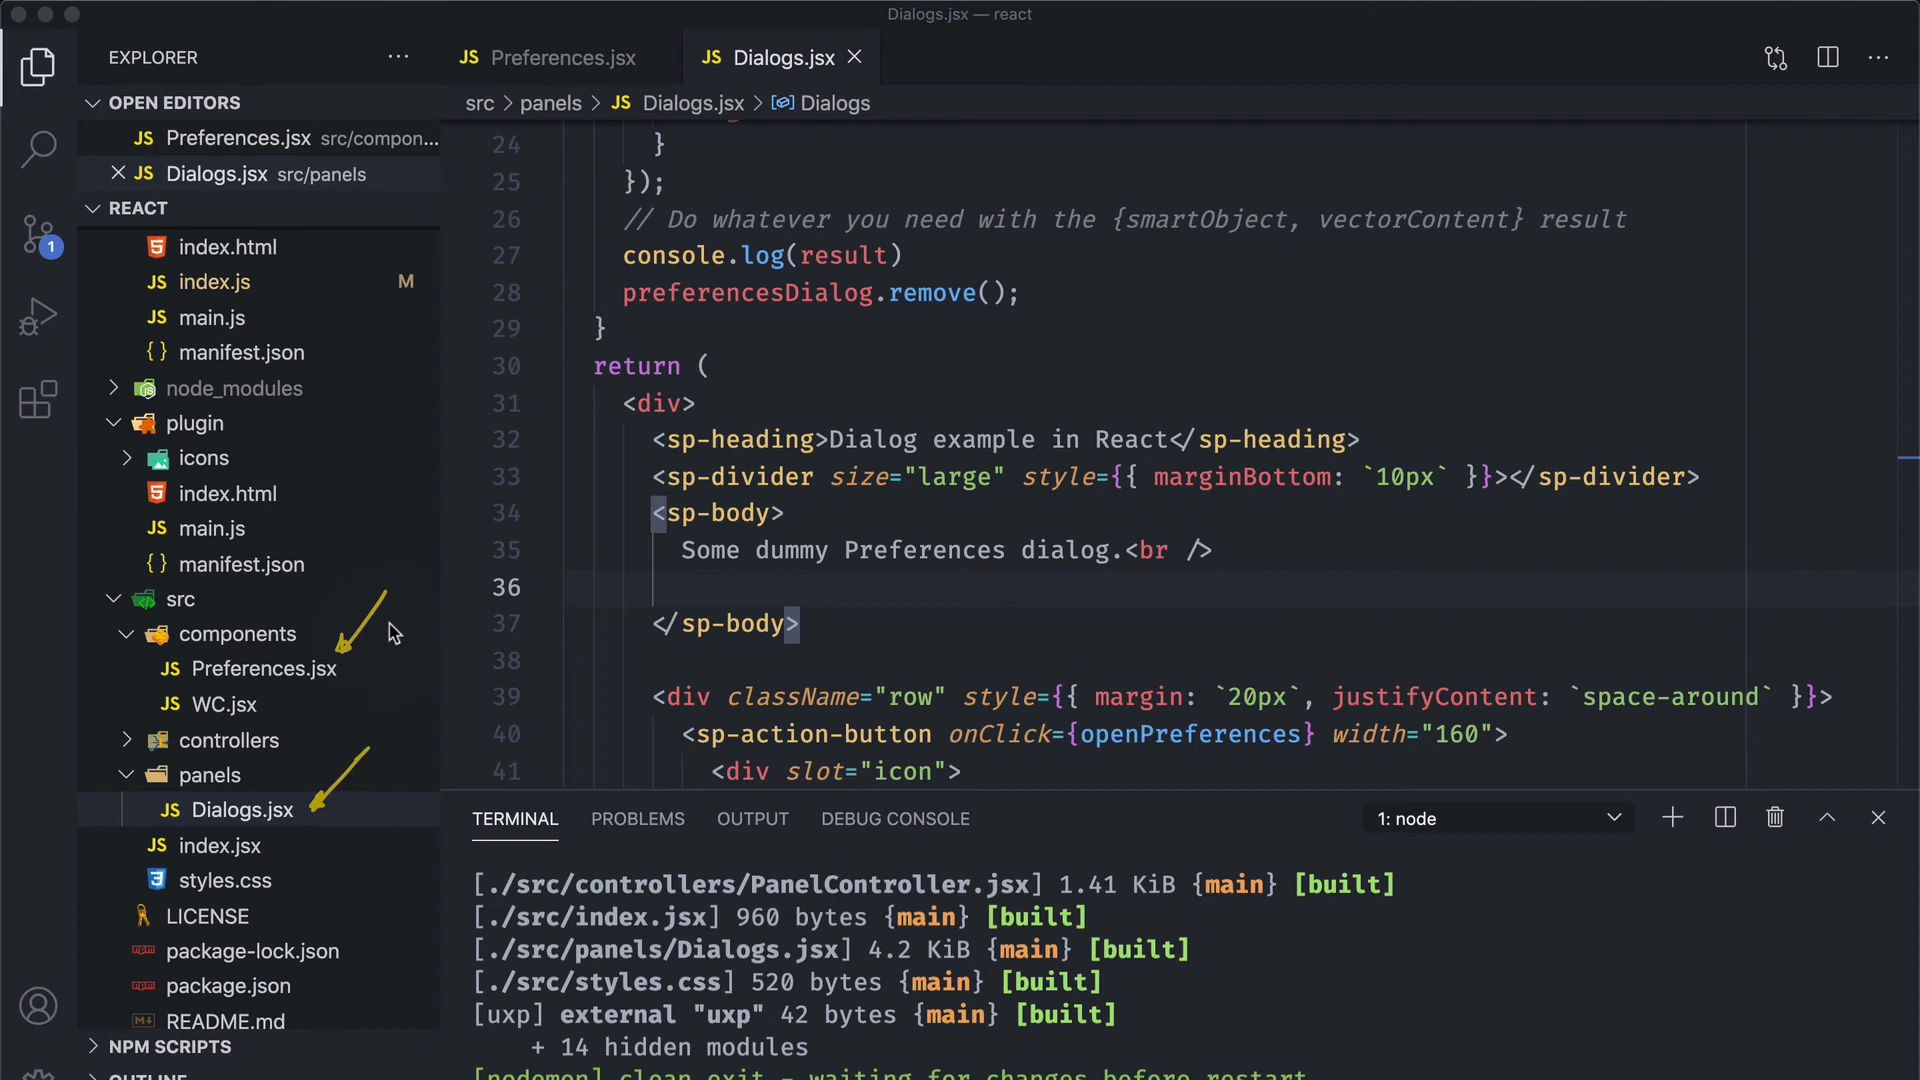 Dialogs.jsx — react
EXPLORER
OPEN EDITORS
JS Preferences.jsx src/compon...
JS Dialogs.jsx src/panels
REACT
index.html
JS index.js M
JS main.js
{ } manifest.json
node_modules
plugin
icons
index.html
JS main.js
{ } manifest.json
src
components
JS Preferences.jsx
JS WC.jsx
controllers
panels
JS Dialogs.jsx
JS index.jsx
styles.css
LICENSE
package-lock.json
package.json
README.md
NPM SCRIPTS
OUTLINE
1
JS Preferences.jsx
JS Dialogs.jsx
src > panels > JS Dialogs.jsx > Dialogs
24 }
25 });
26 // Do whatever you need with the {smartObject, vectorContent} result
27 console.log(result)
28 preferencesDialog.remove();
29 }
30 return (
31 <div>
32 <sp-heading>Dialog example in React</sp-heading>
33 <sp-divider size="large" style={{ marginBottom: `10px` }}></sp-divider>
34 <sp-body>
35 Some dummy Preferences dialog.<br />
36
37 </sp-body>
38
39 <div className="row" style={{ margin: `20px`, justifyContent: `space-around` }}>
40 <sp-action-button onClick={openPreferences} width="160">
41 <div slot="icon">
TERMINAL PROBLEMS OUTPUT DEBUG CONSOLE 1: node
[./src/controllers/PanelController.jsx] 1.41 KiB {main} [built]
[./src/index.jsx] 960 bytes {main} [built]
[./src/panels/Dialogs.jsx] 4.2 KiB {main} [built]
[./src/styles.css] 520 bytes {main} [built]
[uxp] external "uxp" 42 bytes {main} [built]
+ 14 hidden modules
[nodemon] clean exit - waiting for changes before restart